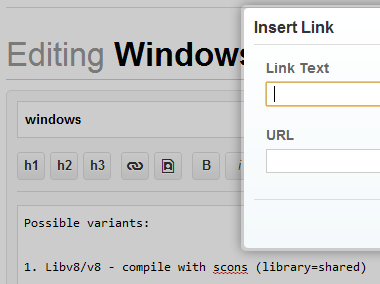 Editing Windows
Insert Link
Link Text
URL
windows
h1 h2 h3 B i
Possible variants:
1. Libv8/v8 - compile with scons (library=shared)